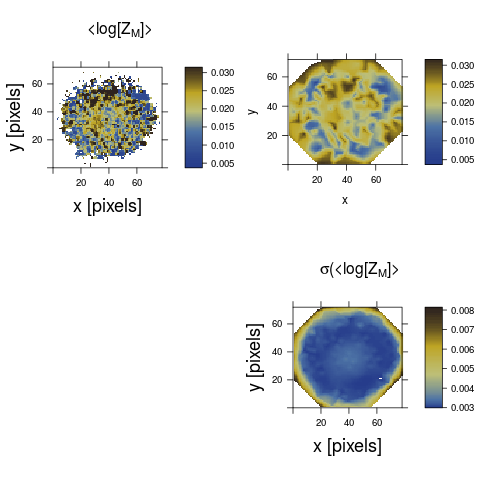 <log[Z_M]>
60
40
20
y [pixels]
20 40 60
x [pixels]
0.030
0.025
0.020
0.015
0.010
0.005
60
40
20
y
20 40 60
x
0.030
0.025
0.020
0.015
0.010
0.005
σ(<log[Z_M]>
60
40
20
y [pixels]
20 40 60
x [pixels]
0.008
0.007
0.006
0.005
0.004
0.003